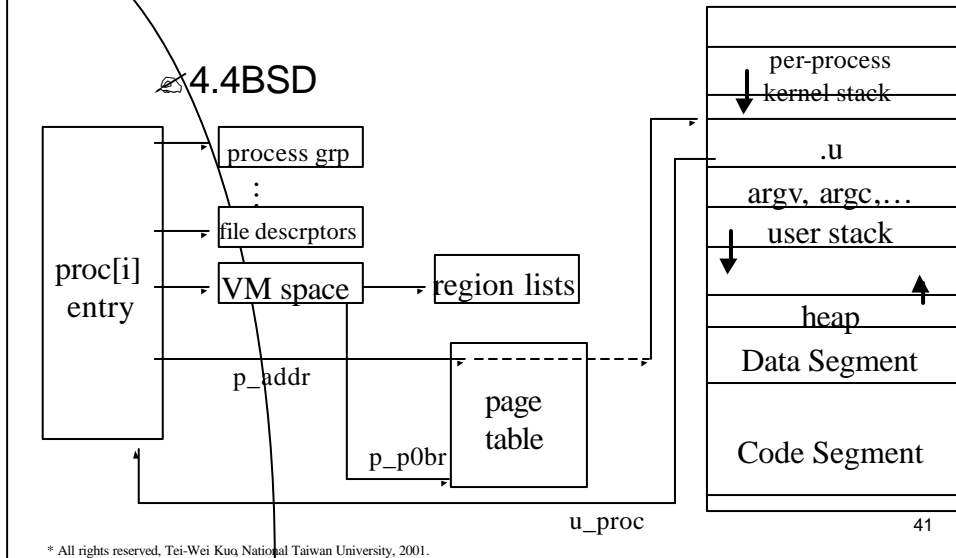 4.4BSD
process grp
⋮
file descrptors
VM space
region lists
proc[i]
entry
p_addr
page
table
p_p0br
u_proc
per-process
kernel stack
.u
argv, argc,…
user stack
heap
Data Segment
Code Segment
41
* All rights reserved, Tei-Wei Kuo, National Taiwan University, 2001.